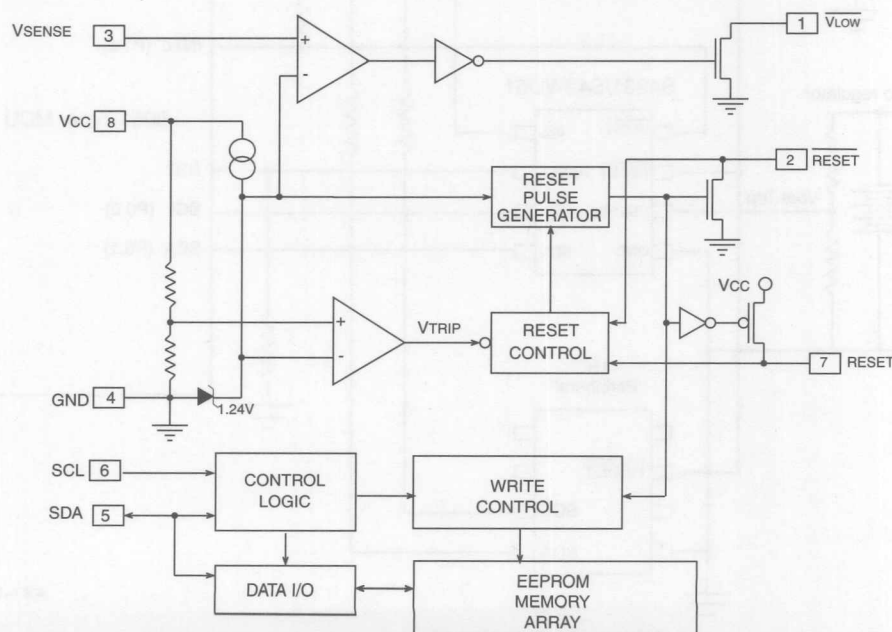 VSENSE 3
1 VLOW
VCC 8
2 RESET
RESET
PULSE
GENERATOR
VCC
VTRIP
RESET
CONTROL
7 RESET
GND 4
1.24V
SCL 6
SDA 5
CONTROL
LOGIC
WRITE
CONTROL
DATA I/O
EEPROM
MEMORY
ARRAY
+
-
+
-